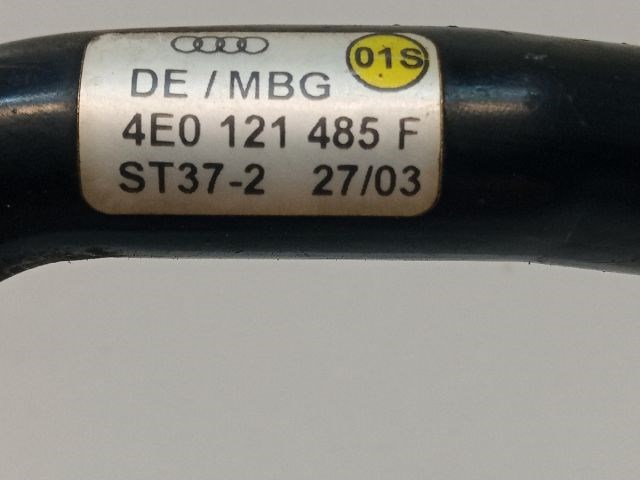 01S
DE / MBG
4E0 121 485 F
ST37-2 27/03